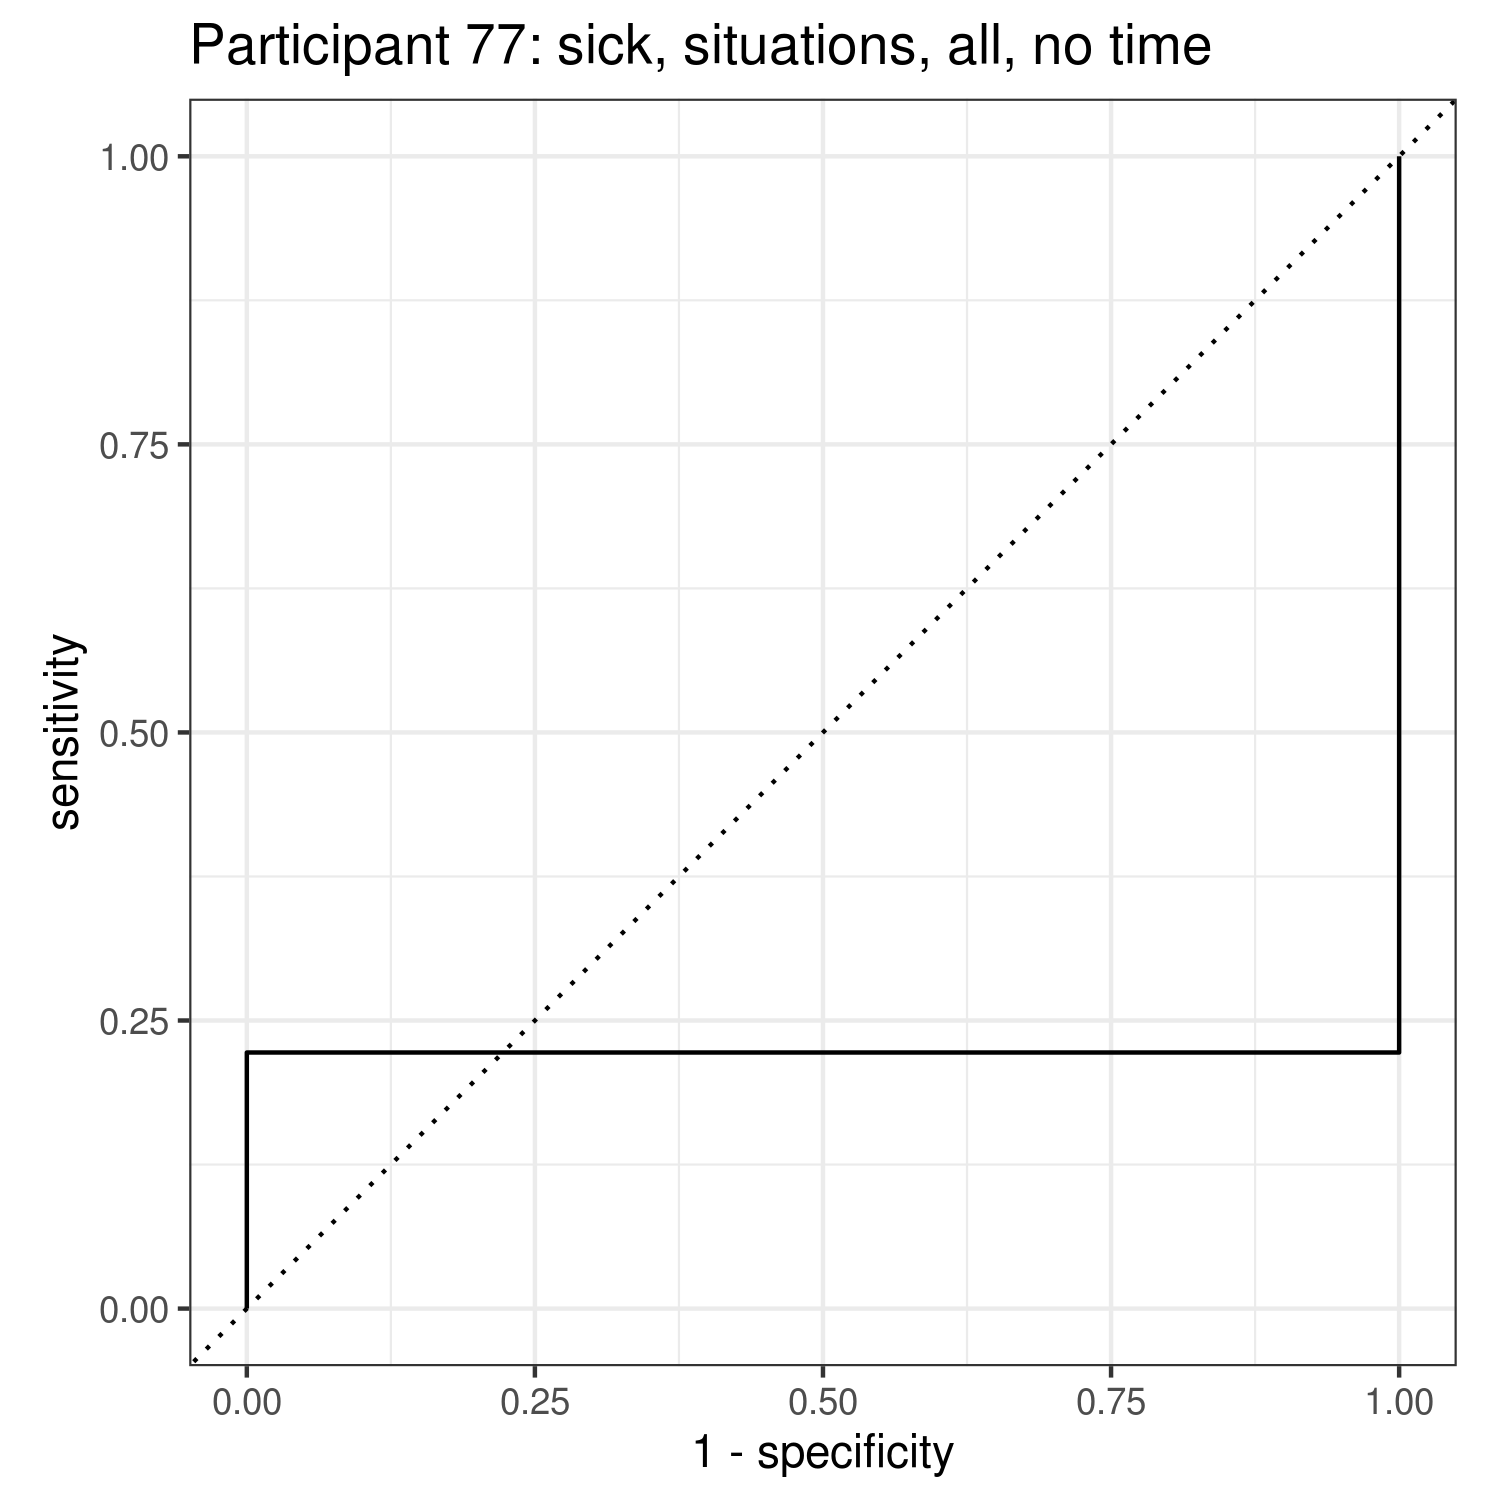 Participant 77: sick, situations, all, no time
1.00
0.75
0.50
0.25
0.00
sensitivity
0.00 0.25 0.50 0.75 1.00
1 - specificity